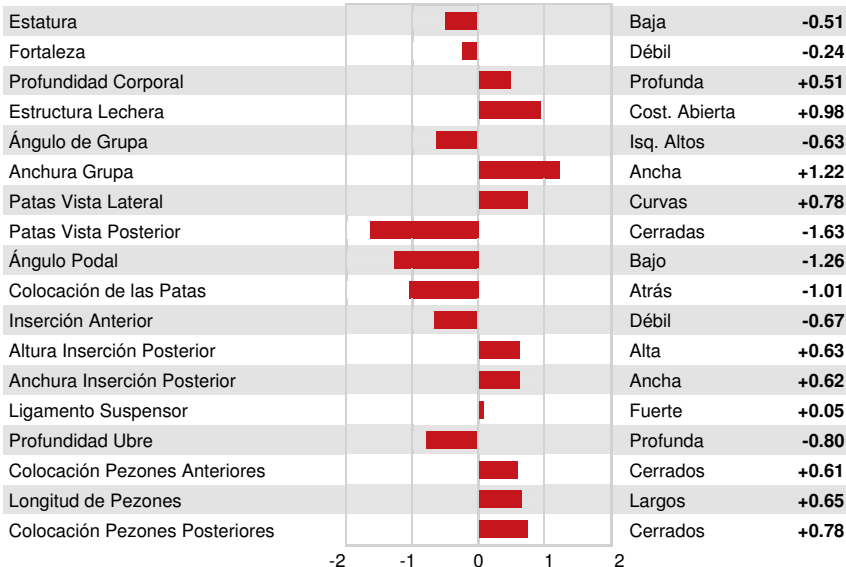 Estatura Baja -0.51
Fortaleza Débil -0.24
Profundidad Corporal Profunda +0.51
Estructura Lechera Cost. Abierta +0.98
Ángulo de Grupa Isq. Altos -0.63
Anchura Grupa Ancha +1.22
Patas Vista Lateral Curvas +0.78
Patas Vista Posterior Cerradas -1.63
Ángulo Podal Bajo -1.26
Colocación de las Patas Atrás -1.01
Inserción Anterior Débil -0.67
Altura Inserción Posterior Alta +0.63
Anchura Inserción Posterior Ancha +0.62
Ligamento Suspensor Fuerte +0.05
Profundidad Ubre Profunda -0.80
Colocación Pezones Anteriores Cerrados +0.61
Longitud de Pezones Largos +0.65
Colocación Pezones Posteriores Cerrados +0.78
-2 -1 0 1 2